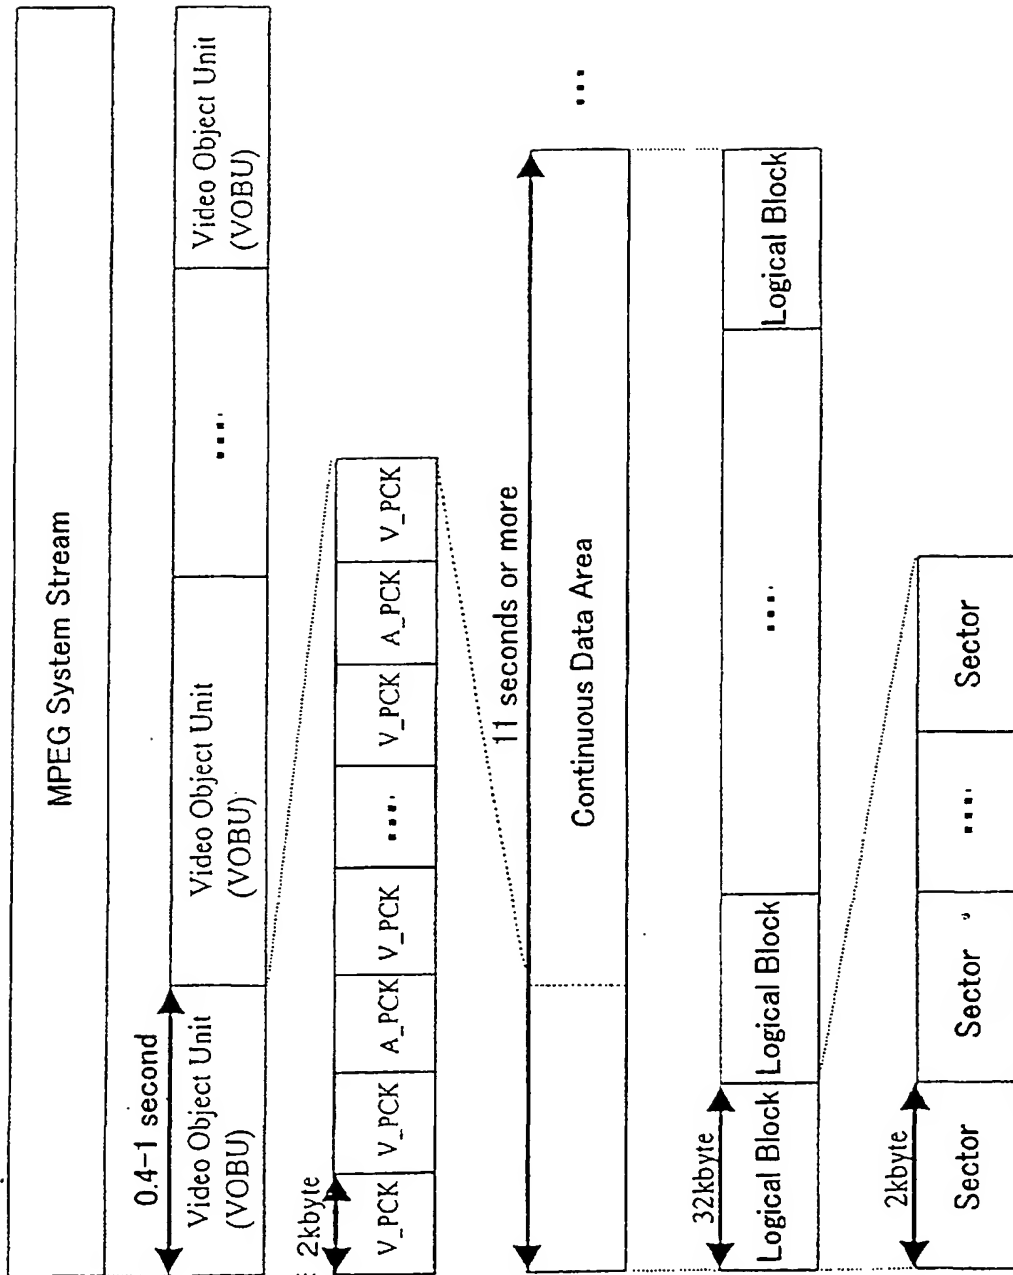 MPEG System Stream
0.4-1 second
Video Object Unit
(VOBU)
Video Object Unit
(VOBU)
....
Video Object Unit
(VOBU)
2kbyte
V_PCK
V_PCK
A_PCK
V_PCK
....
V_PCK
A_PCK
V_PCK
11 seconds or more
Continuous Data Area
...
32kbyte
Logical Block
Logical Block
....
Logical Block
2kbyte
Sector
Sector
....
Sector